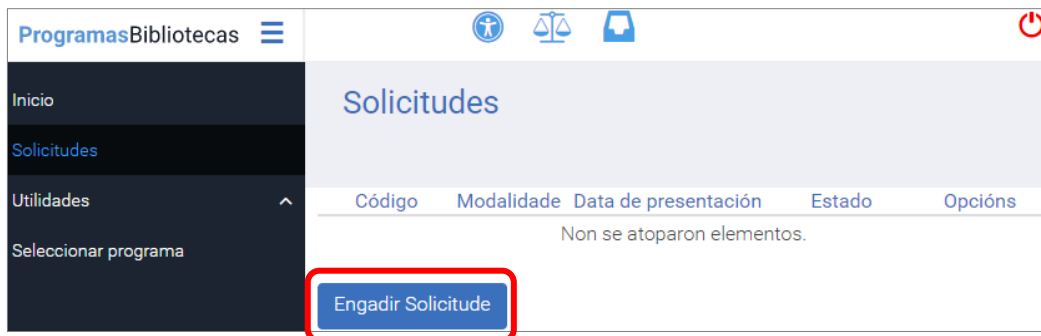 ProgramasBibliotecas
Inicio
Solicitudes
Utilidades
Seleccionar programa
Solicitudes
Código Modalidade Data de presentación Estado Opcións
Non se atoparon elementos.
Engadir Solicitude